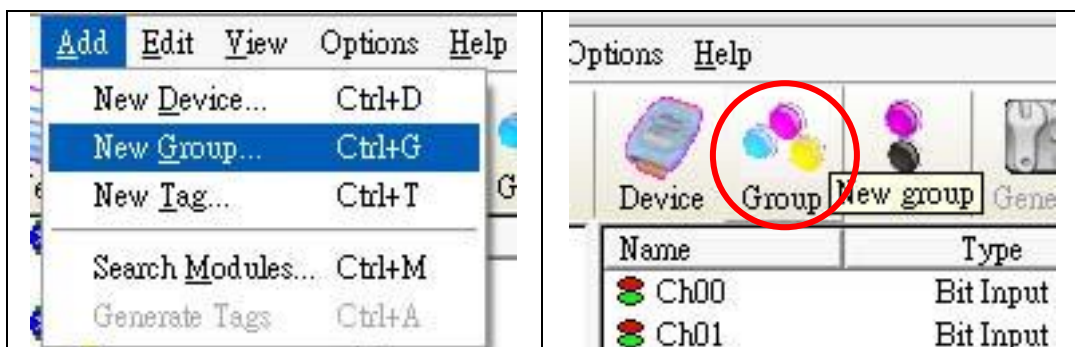 Add Edit View Options Help
New Device... Ctrl+D
New Group... Ctrl+G
New Tag... Ctrl+T
Search Modules... Ctrl+M
Generate Tags Ctrl+A
Options Help
Device Group New group Gene
Name Type
Ch00 Bit Input
Ch01 Bit Input